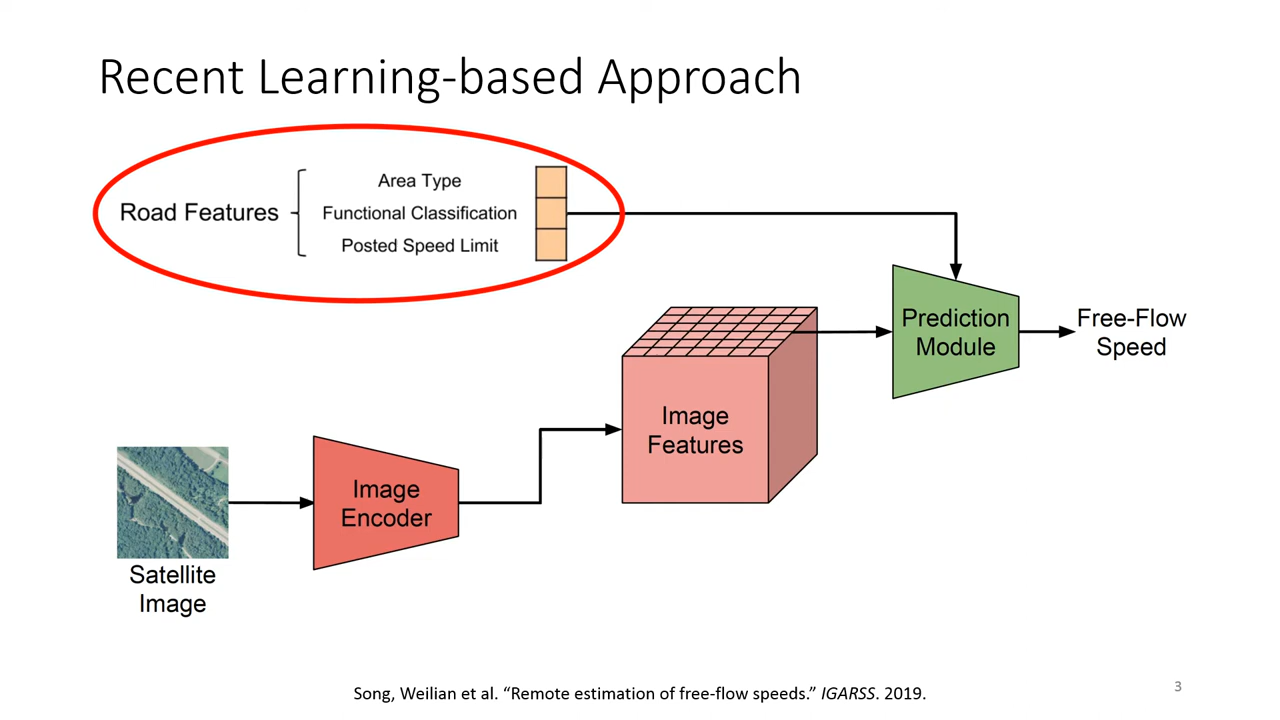 Recent Learning-based Approach
Road Features
Area Type
Functional Classification
Posted Speed Limit
Prediction
Module
Free-Flow
Speed
Image
Features
Image
Encoder
Satellite
Image
Song, Weilian et al. “Remote estimation of free-flow speeds.” IGARSS. 2019.
3